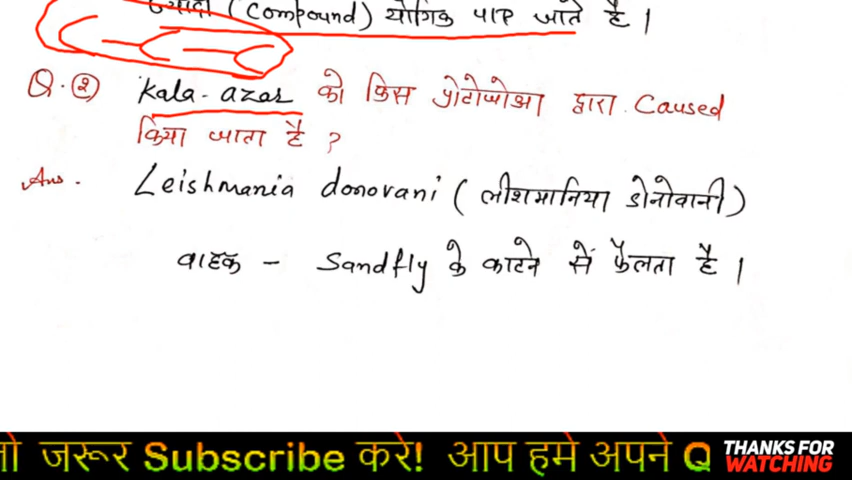 ज्यादा (Compound) यौगिक पाए जाते है।
Q. ② Kala-azar को किस प्रोटोजोआ द्वारा Caused
किया जाता है ?
Ans. Leishmania donovani ( लीशमानिया डोनोवानी )
वाहक - Sandfly के काटने सें फैलता है।
जरूर Subscribe करे! आप हमे अपने Q
THANKS FOR
WATCHING